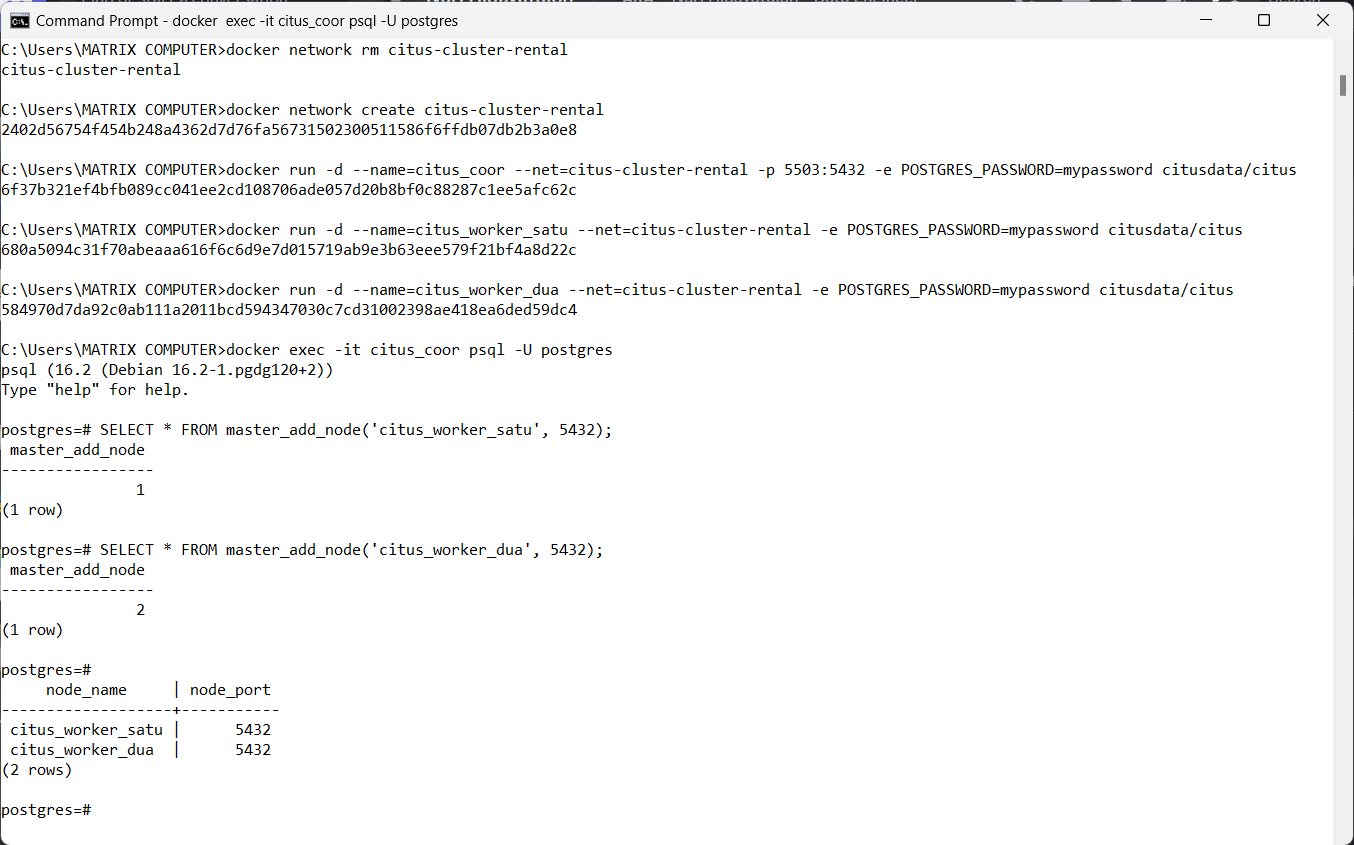 Command Prompt - docker  exec -it citus_coor psql -U postgres
C:\Users\MATRIX COMPUTER>docker network rm citus-cluster-rental
citus-cluster-rental
C:\Users\MATRIX COMPUTER>docker network create citus-cluster-rental
2402d56754f454b248a4362d7d76fa56731502300511586f6ffdb07db2b3a0e8
C:\Users\MATRIX COMPUTER>docker run -d --name=citus_coor --net=citus-cluster-rental -p 5503:5432 -e POSTGRES_PASSWORD=mypassword citusdata/citus
6f37b321ef4bfb089cc041ee2cd108706ade057d20b8bf0c88287c1ee5afc62c
C:\Users\MATRIX COMPUTER>docker run -d --name=citus_worker_satu --net=citus-cluster-rental -e POSTGRES_PASSWORD=mypassword citusdata/citus
680a5094c31f70abeaaa616f6c6d9e7d015719ab9e3b63eee579f21bf4a8d22c
C:\Users\MATRIX COMPUTER>docker run -d --name=citus_worker_dua --net=citus-cluster-rental -e POSTGRES_PASSWORD=mypassword citusdata/citus
584970d7da92c0ab111a2011bcd594347030c7cd31002398ae418ea6ded59dc4
C:\Users\MATRIX COMPUTER>docker exec -it citus_coor psql -U postgres
psql (16.2 (Debian 16.2-1.pgdg120+2))
Type "help" for help.
postgres=# SELECT * FROM master_add_node('citus_worker_satu', 5432);
 master_add_node
-----------------
               1
(1 row)
postgres=# SELECT * FROM master_add_node('citus_worker_dua', 5432);
 master_add_node
-----------------
               2
(1 row)
postgres=#
     node_name     | node_port
-------------------+-----------
 citus_worker_satu |      5432
 citus_worker_dua  |      5432
(2 rows)
postgres=#